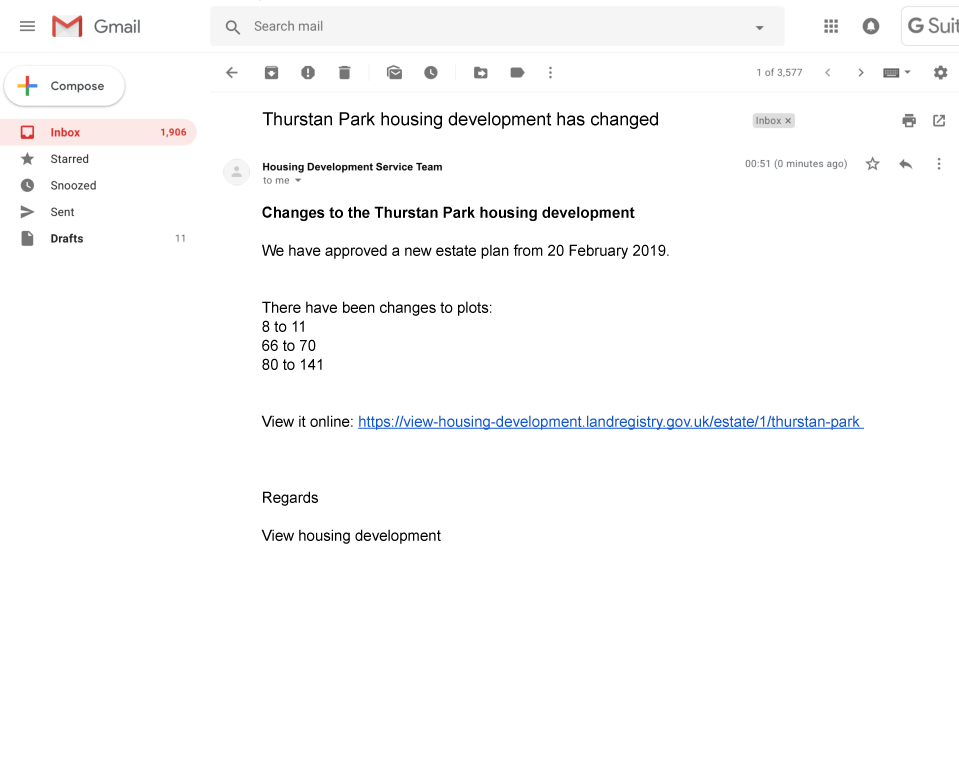 Gmail
Search mail
G Suit
Compose
1 of 3,577
Inbox 1,906
Starred
Snoozed
Sent
Drafts 11
Thurstan Park housing development has changed
Inbox ×
Housing Development Service Team
00:51 (0 minutes ago)
to me
Changes to the Thurstan Park housing development
We have approved a new estate plan from 20 February 2019.
There have been changes to plots:
8 to 11
66 to 70
80 to 141
View it online: https://view-housing-development.landregistry.gov.uk/estate/1/thurstan-park
Regards
View housing development